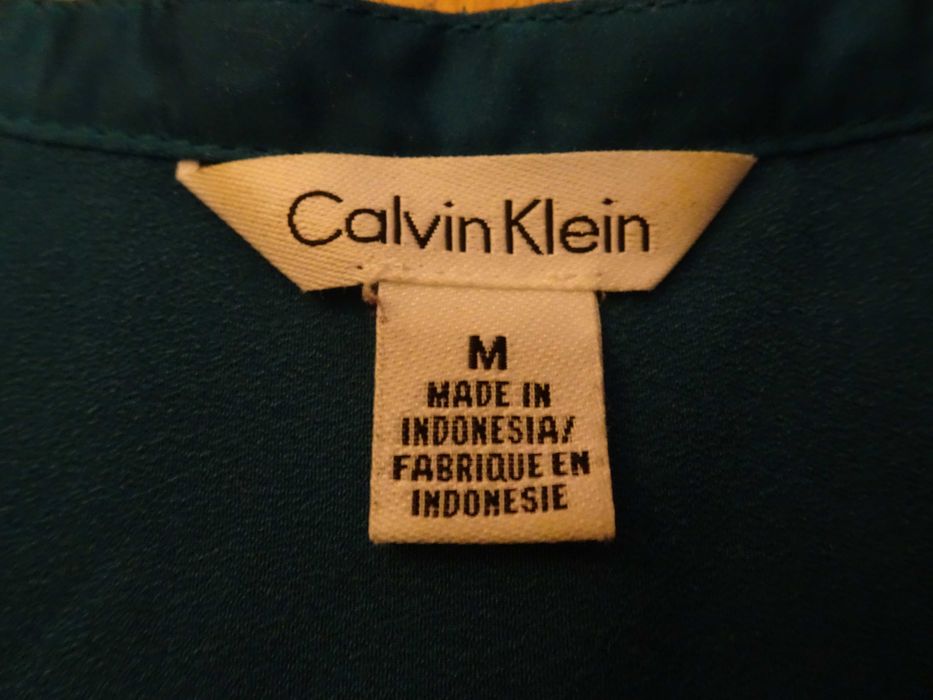 Calvin Klein
M
MADE IN
INDONESIA/
FABRIQUE EN
INDONESIE